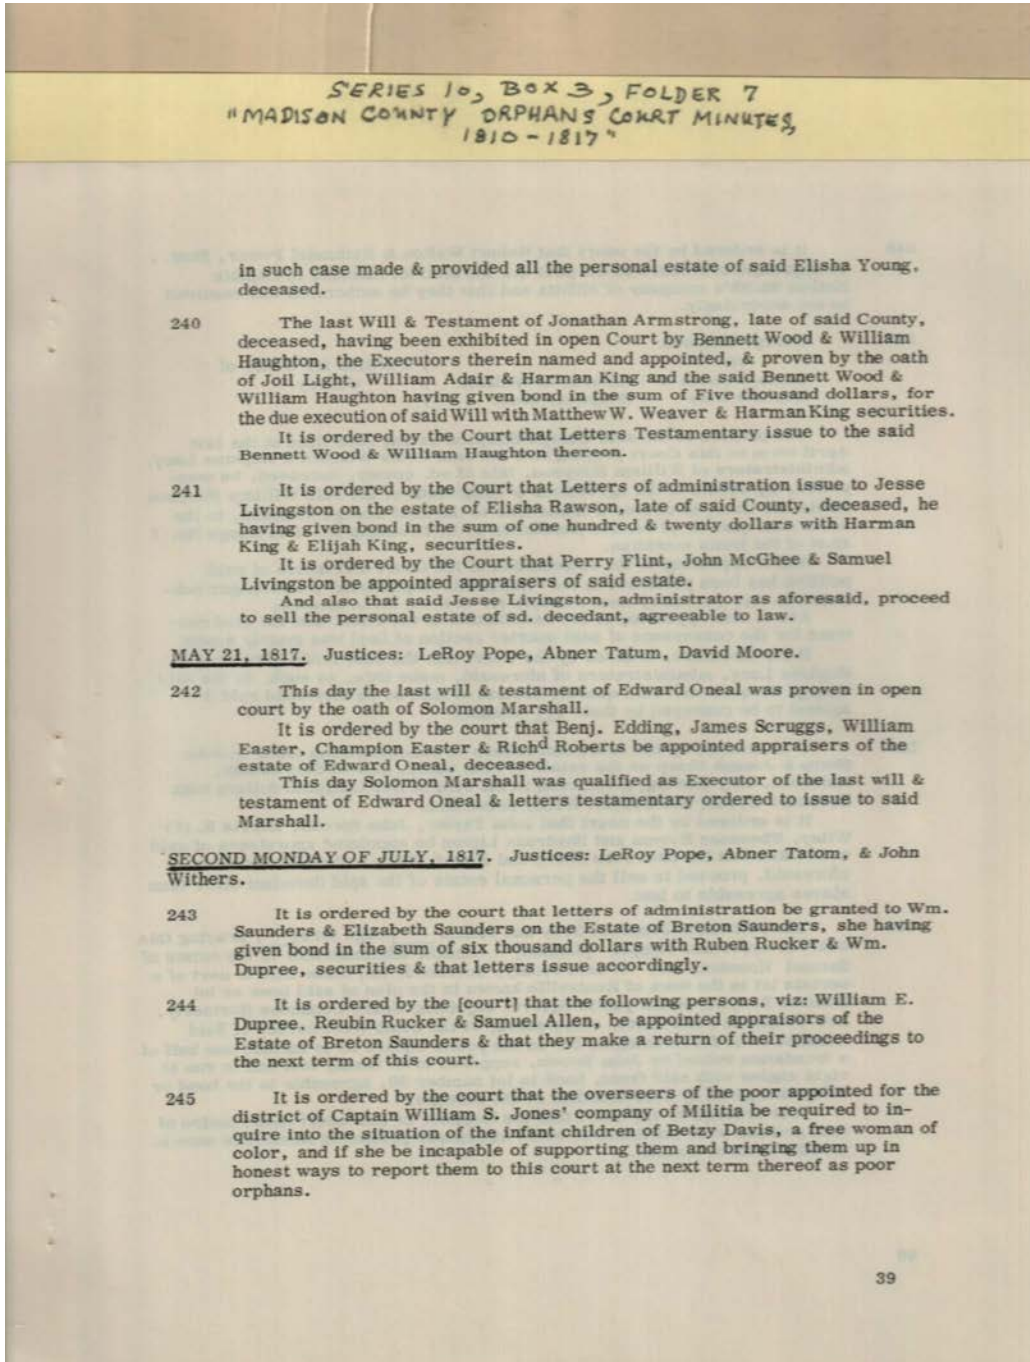 SERIES 10, BOX 3, FOLDER 7
"MADISON COUNTY ORPHANS COURT MINUTES,
1810-1817"
in such case made & provided all the personal estate of said Elisha Young,
deceased.
240 The last Will & Testament of Jonathan Armstrong, late of said County,
deceased, having been exhibited in open Court by Bennett Wood & William
Haughton, the Executors therein named and appointed, & proven by the oath
of Joil Light, William Adair & Harman King and the said Bennett Wood &
William Haughton having given bond in the sum of Five thousand dollars, for
the due execution of said Will with Matthew W. Weaver & Harman King securities.
It is ordered by the Court that Letters Testamentary issue to the said
Bennett Wood & William Haughton thereon.
241 It is ordered by the Court that Letters of administration issue to Jesse
Livingston on the estate of Elisha Rawson, late of said County, deceased, he
having given bond in the sum of one hundred & twenty dollars with Harman
King & Elijah King, securities.
It is ordered by the Court that Perry Flint, John McGhee & Samuel
Livingston be appointed appraisers of said estate.
And also that said Jesse Livingston, administrator as aforesaid, proceed
to sell the personal estate of sd. decedant, agreeable to law.
MAY 21, 1817. Justices: LeRoy Pope, Abner Tatum, David Moore.
242 This day the last will & testament of Edward Oneal was proven in open
court by the oath of Solomon Marshall.
It is ordered by the court that Benj. Edding, James Scruggs, William
Easter, Champion Easter & Richd Roberts be appointed appraisers of the
estate of Edward Oneal, deceased.
This day Solomon Marshall was qualified as Executor of the last will &
testament of Edward Oneal & letters testamentary ordered to issue to said
Marshall.
SECOND MONDAY OF JULY, 1817. Justices: LeRoy Pope, Abner Tatom, & John
Withers.
243 It is ordered by the court that letters of administration be granted to Wm.
Saunders & Elizabeth Saunders on the Estate of Breton Saunders, she having
given bond in the sum of six thousand dollars with Ruben Rucker & Wm.
Dupree, securities & that letters issue accordingly.
244 It is ordered by the [court] that the following persons, viz: William E.
Dupree, Reubin Rucker & Samuel Allen, be appointed appraisors of the
Estate of Breton Saunders & that they make a return of their proceedings to
the next term of this court.
245 It is ordered by the court that the overseers of the poor appointed for the
district of Captain William S. Jones' company of Militia be required to in-
quire into the situation of the infant children of Betzy Davis, a free woman of
color, and if she be incapable of supporting them and bringing them up in
honest ways to report them to this court at the next term thereof as poor
orphans.
39